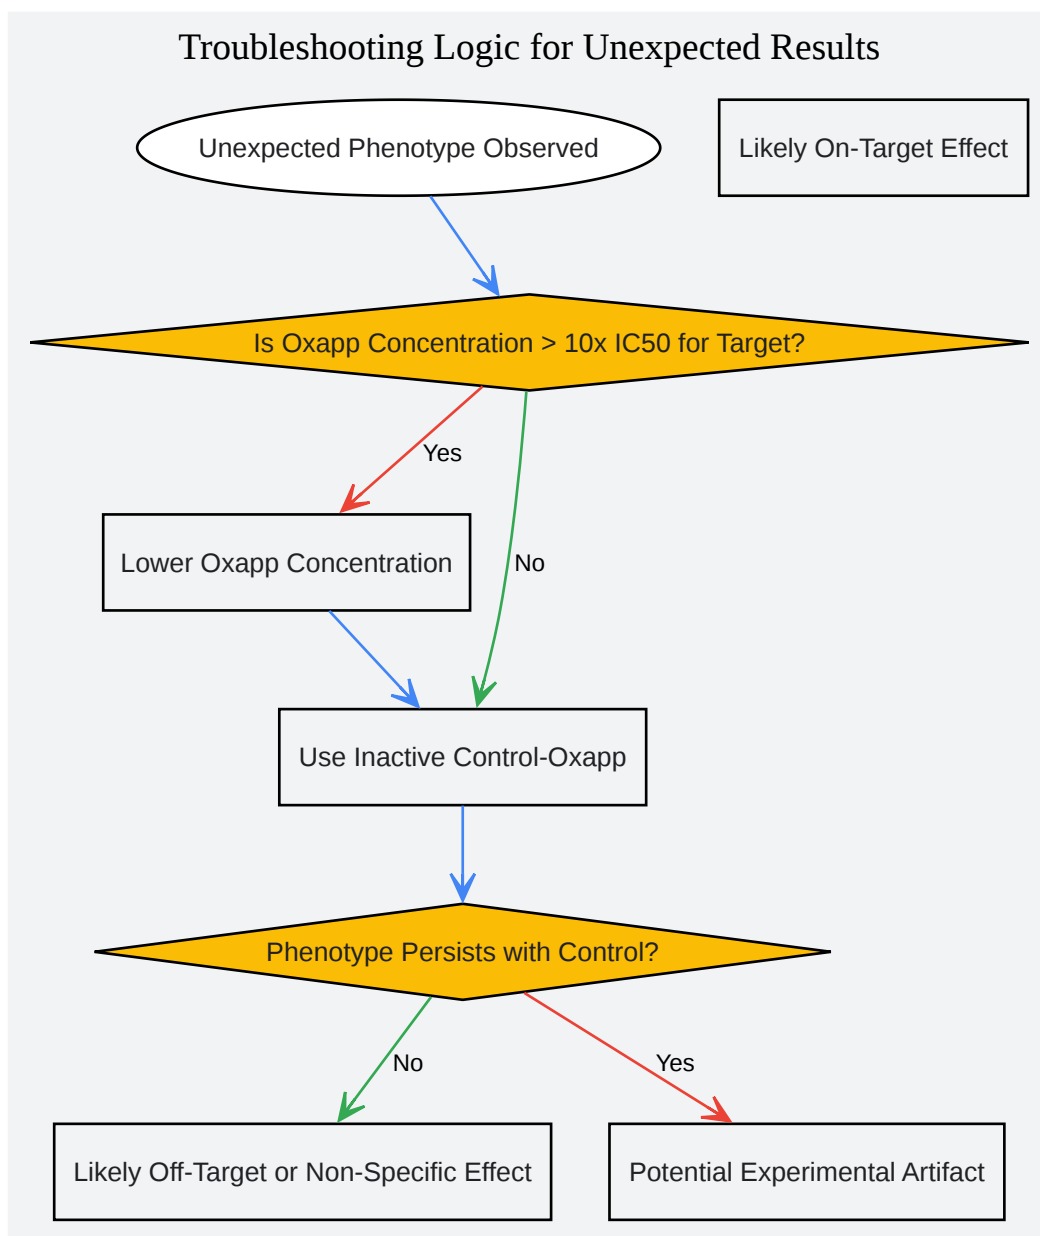 Troubleshooting Logic for Unexpected Results
Unexpected Phenotype Observed
Likely On-Target Effect
Is Oxapp Concentration > 10x IC50 for Target?
Yes
Lower Oxapp Concentration
No
Use Inactive Control-Oxapp
Phenotype Persists with Control?
No
Yes
Likely Off-Target or Non-Specific Effect
Potential Experimental Artifact